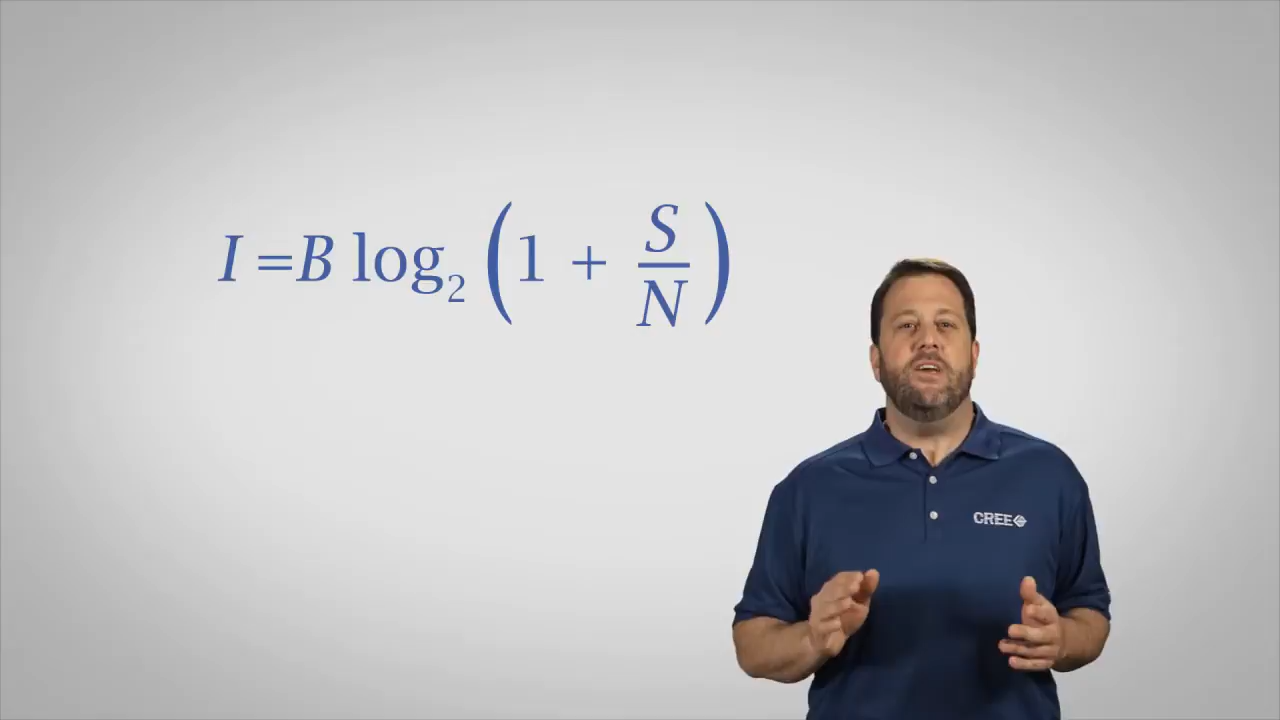 I = B log₂ (1 + S/N)
CREE